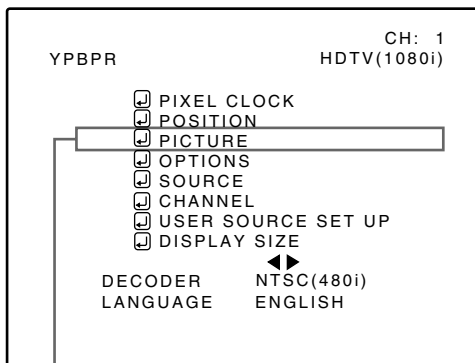 CH: 1
YPBPR HDTV(1080i)
PIXEL CLOCK
POSITION
PICTURE
OPTIONS
SOURCE
CHANNEL
USER SOURCE SET UP
DISPLAY SIZE
DECODER NTSC(480i)
LANGUAGE ENGLISH